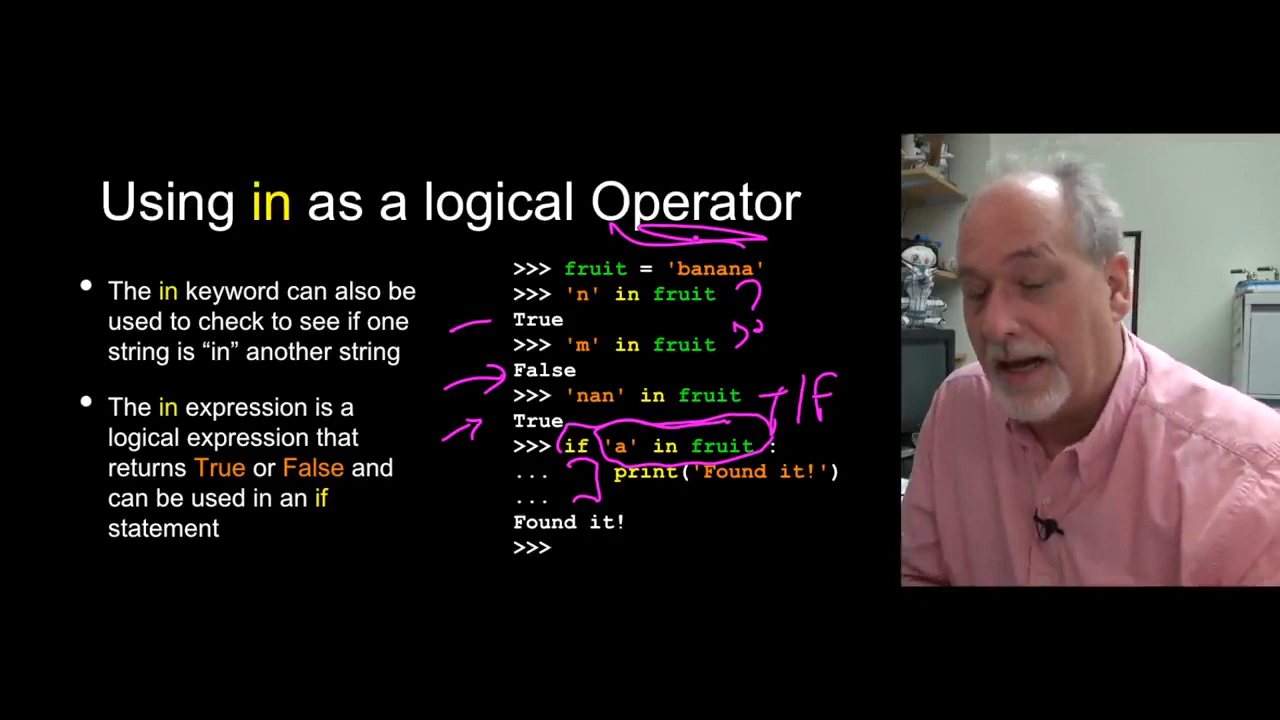 Using in as a logical Operator
• The in keyword can also be
used to check to see if one
string is “in” another string
• The in expression is a
logical expression that
returns True or False and
can be used in an if
statement
>>> fruit = 'banana'
>>> 'n' in fruit ?
True
>>> 'm' in fruit
False
>>> 'nan' in fruit T/F
True
>>> if 'a' in fruit :
... print('Found it!')
...
Found it!
>>>